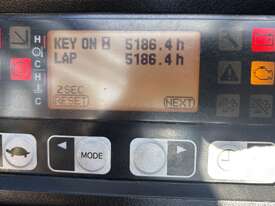 KEY ON 5186.4h
LAP 5186.4h
2SEC
RESET NEXT
H
C
H
C
MODE